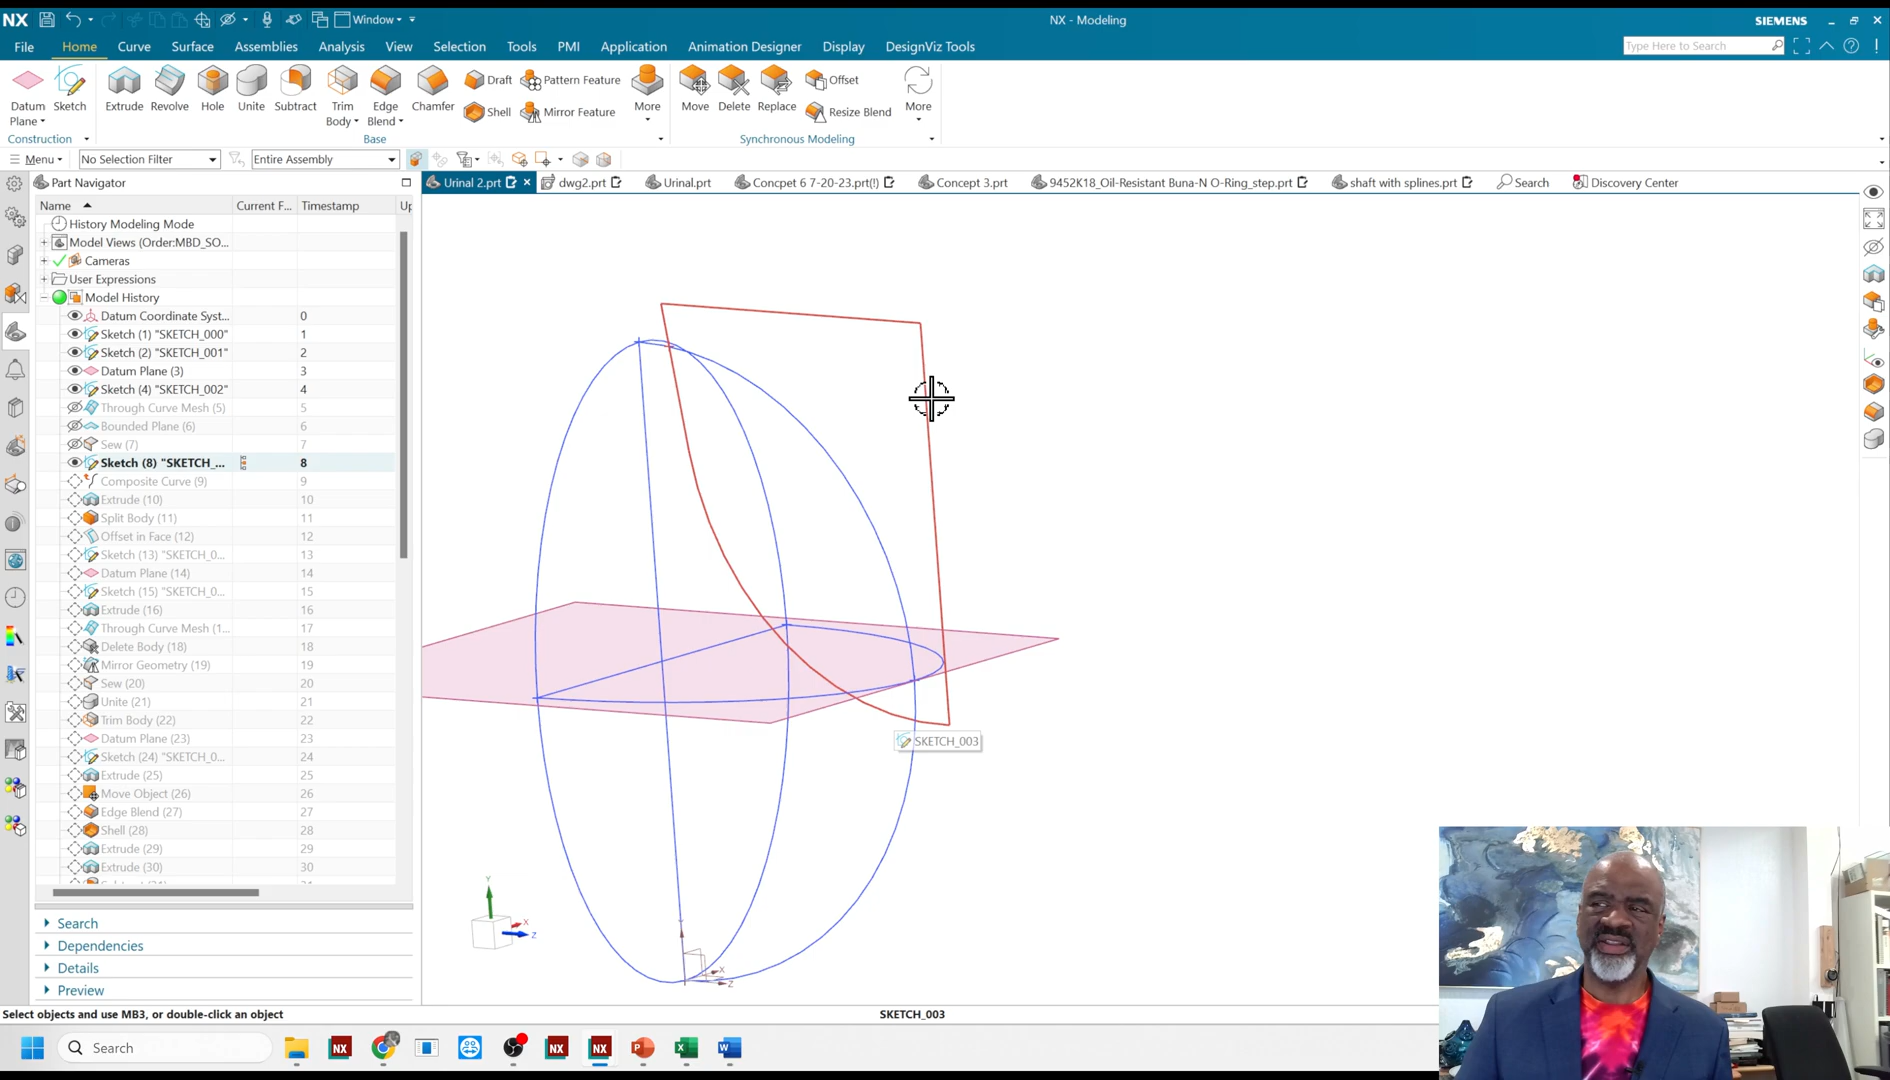 NX
Window
NX - Modeling
SIEMENS
File
Home
Curve
Surface
Assemblies
Analysis
View
Selection
Tools
PMI
Application
Animation Designer
Display
DesignViz Tools
Type Here to Search
Datum
Plane
Sketch
Extrude
Revolve
Hole
Unite
Subtract
Trim
Body
Edge
Blend
Chamfer
Draft
Shell
Pattern Feature
Mirror Feature
More
Move
Delete
Replace
Offset
Resize Blend
More
Construction
Base
Synchronous Modeling
Menu
No Selection Filter
Entire Assembly
Part Navigator
Urinal 2.prt
dwg2.prt
Urinal.prt
Concpet 6 7-20-23.prt(!)
Concept 3.prt
9452K18_Oil-Resistant Buna-N O-Ring_step.prt
shaft with splines.prt
Search
Discovery Center
Name Current F... Timestamp Up
History Modeling Mode
Model Views (Order:MBD_SO...
Cameras
User Expressions
Model History
Datum Coordinate Syst... 0
Sketch (1) "SKETCH_000" 1
Sketch (2) "SKETCH_001" 2
Datum Plane (3) 3
Sketch (4) "SKETCH_002" 4
Through Curve Mesh (5) 5
Bounded Plane (6) 6
Sew (7) 7
Sketch (8) "SKETCH_... 8
Composite Curve (9) 9
Extrude (10) 10
Split Body (11) 11
Offset in Face (12) 12
Sketch (13) "SKETCH_0... 13
Datum Plane (14) 14
Sketch (15) "SKETCH_0... 15
Extrude (16) 16
Through Curve Mesh (1... 17
Delete Body (18) 18
Mirror Geometry (19) 19
Sew (20) 20
Unite (21) 21
Trim Body (22) 22
Datum Plane (23) 23
Sketch (24) "SKETCH_0... 24
Extrude (25) 25
Move Object (26) 26
Edge Blend (27) 27
Shell (28) 28
Extrude (29) 29
Extrude (30) 30
Search
Dependencies
Details
Preview
SKETCH_003
Y
X
Z
X
Z
Select objects and use MB3, or double-click an object
SKETCH_003
Search
NX
NX
NX